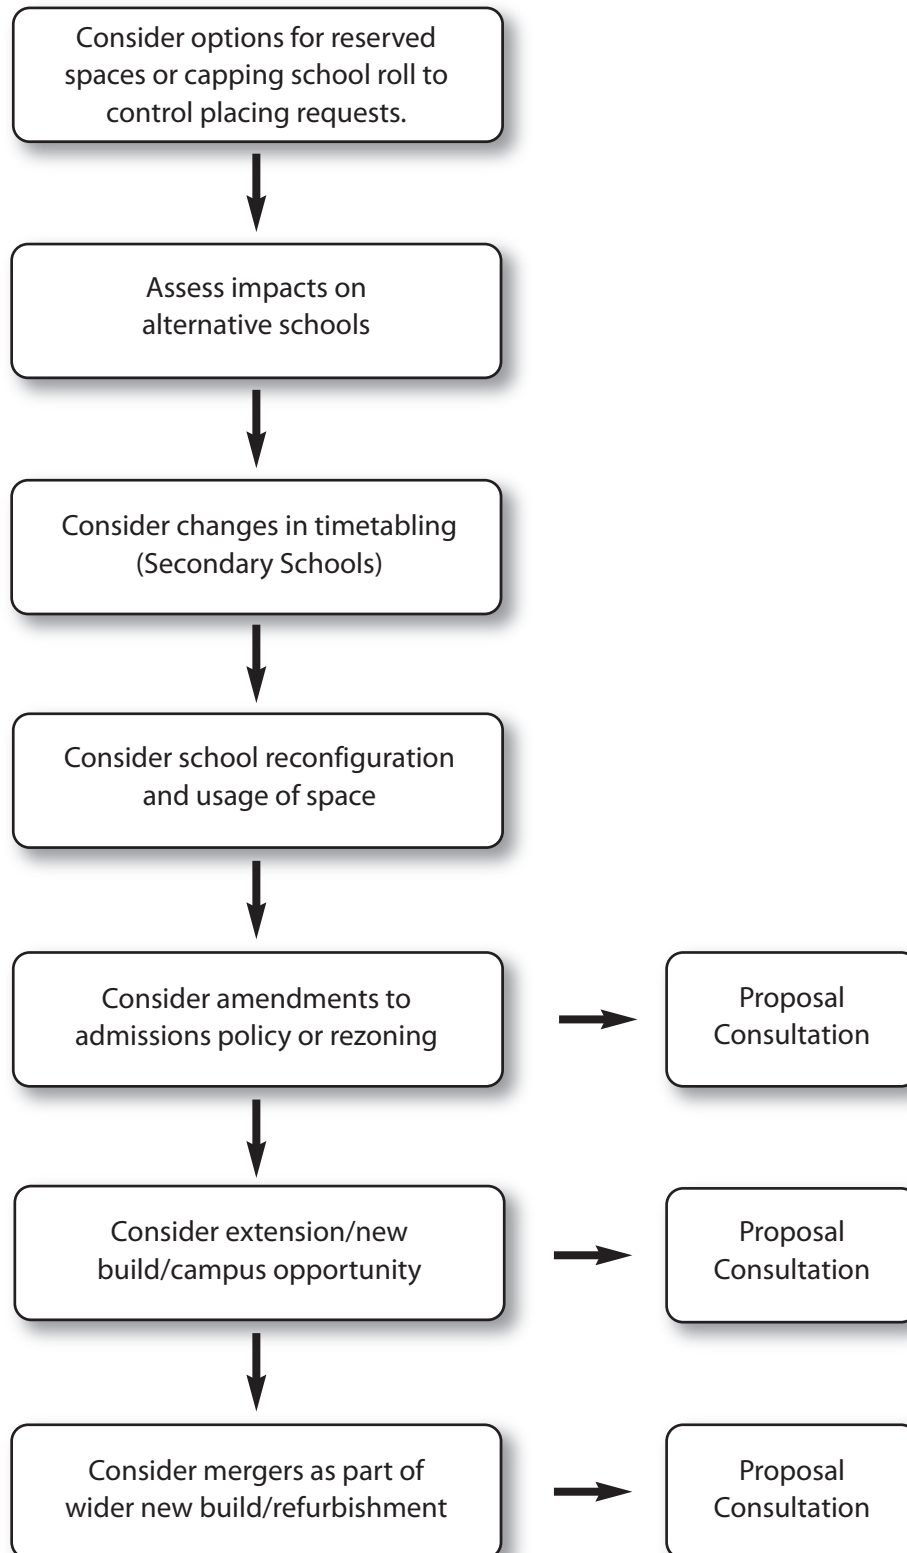 Consider options for reserved
spaces or capping school roll to
control placing requests.
Assess impacts on
alternative schools
Consider changes in timetabling
(Secondary Schools)
Consider school reconfiguration
and usage of space
Consider amendments to
admissions policy or rezoning
Proposal
Consultation
Consider extension/new
build/campus opportunity
Proposal
Consultation
Consider mergers as part of
wider new build/refurbishment
Proposal
Consultation